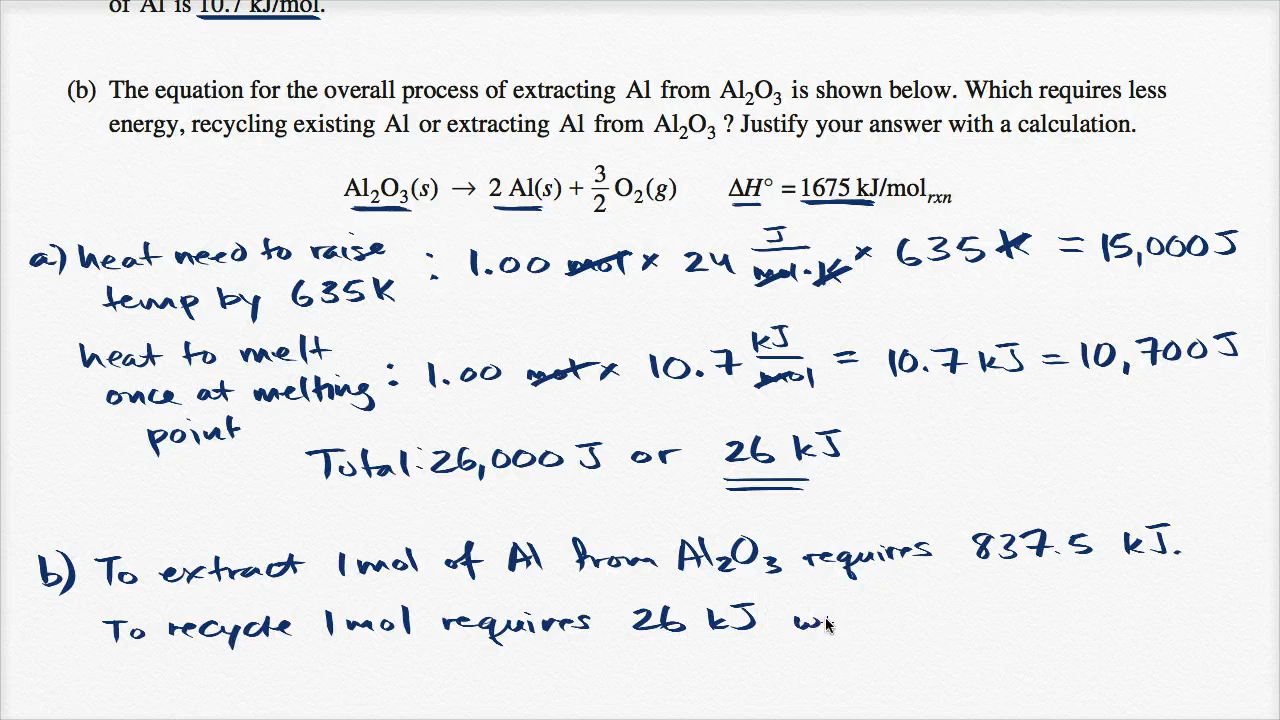 of Al is 10.7 kJ/mol.
(b) The equation for the overall process of extracting Al from Al₂O₃ is shown below. Which requires less
energy, recycling existing Al or extracting Al from Al₂O₃ ? Justify your answer with a calculation.
Al₂O₃(s) → 2 Al(s) + 3/2 O₂(g) ΔH° = 1675 kJ/molᵣₓₙ
a) heat need to raise temp by 635K : 1.00 mol × 24 J/mol·K × 635 K = 15,000 J
heat to melt once at melting point : 1.00 mol × 10.7 kJ/mol = 10.7 kJ = 10,700 J
Total: 26,000 J or 26 kJ
b) To extract 1 mol of Al from Al₂O₃ requires 837.5 kJ.
To recycle 1 mol requires 26 kJ w